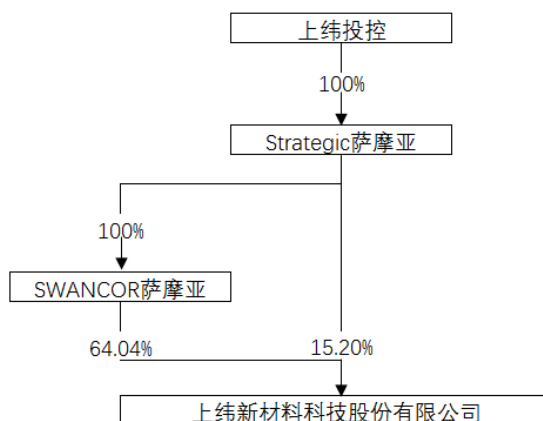 上纬投控
100%
Strategic萨摩亚
100%
SWANCOR萨摩亚
64.04%
15.20%
上纬新材料科技股份有限公司